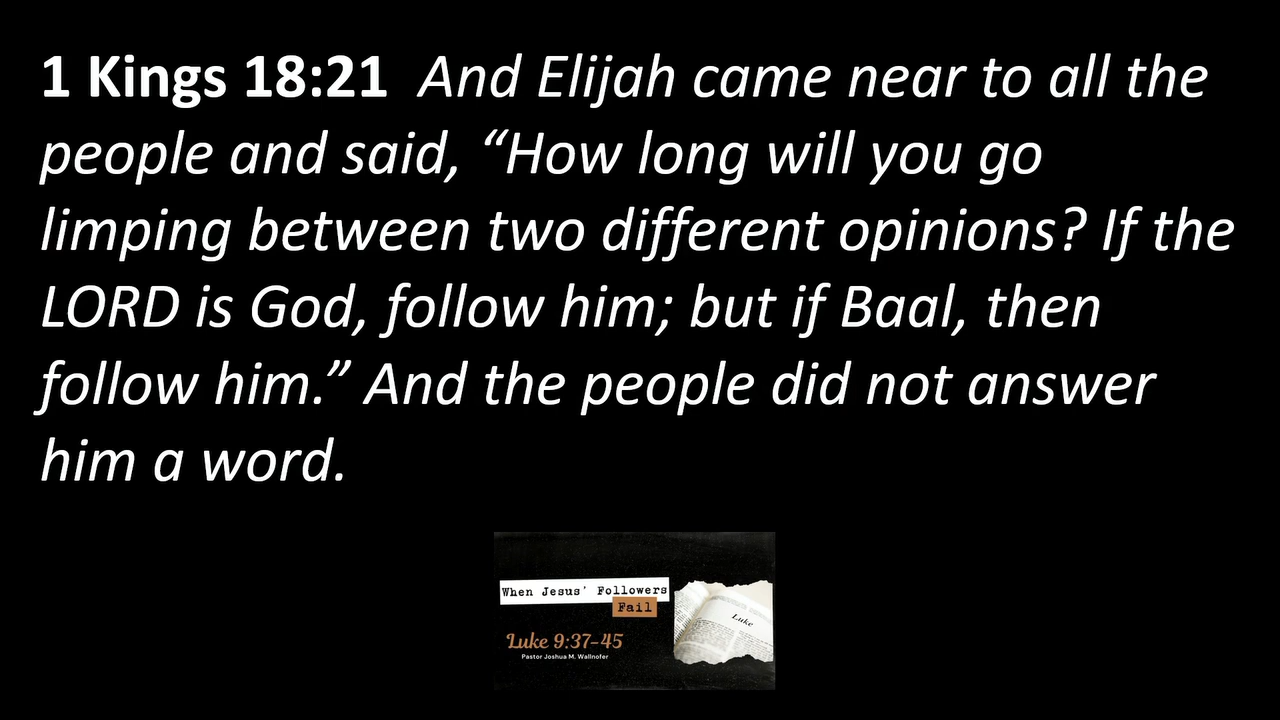 1 Kings 18:21 And Elijah came near to all the
people and said, “How long will you go
limping between two different opinions? If the
LORD is God, follow him; but if Baal, then
follow him.” And the people did not answer
him a word.
When Jesus' Followers
Fail
Luke 9:37-45
Pastor Joshua M. Wallnofer
Luke